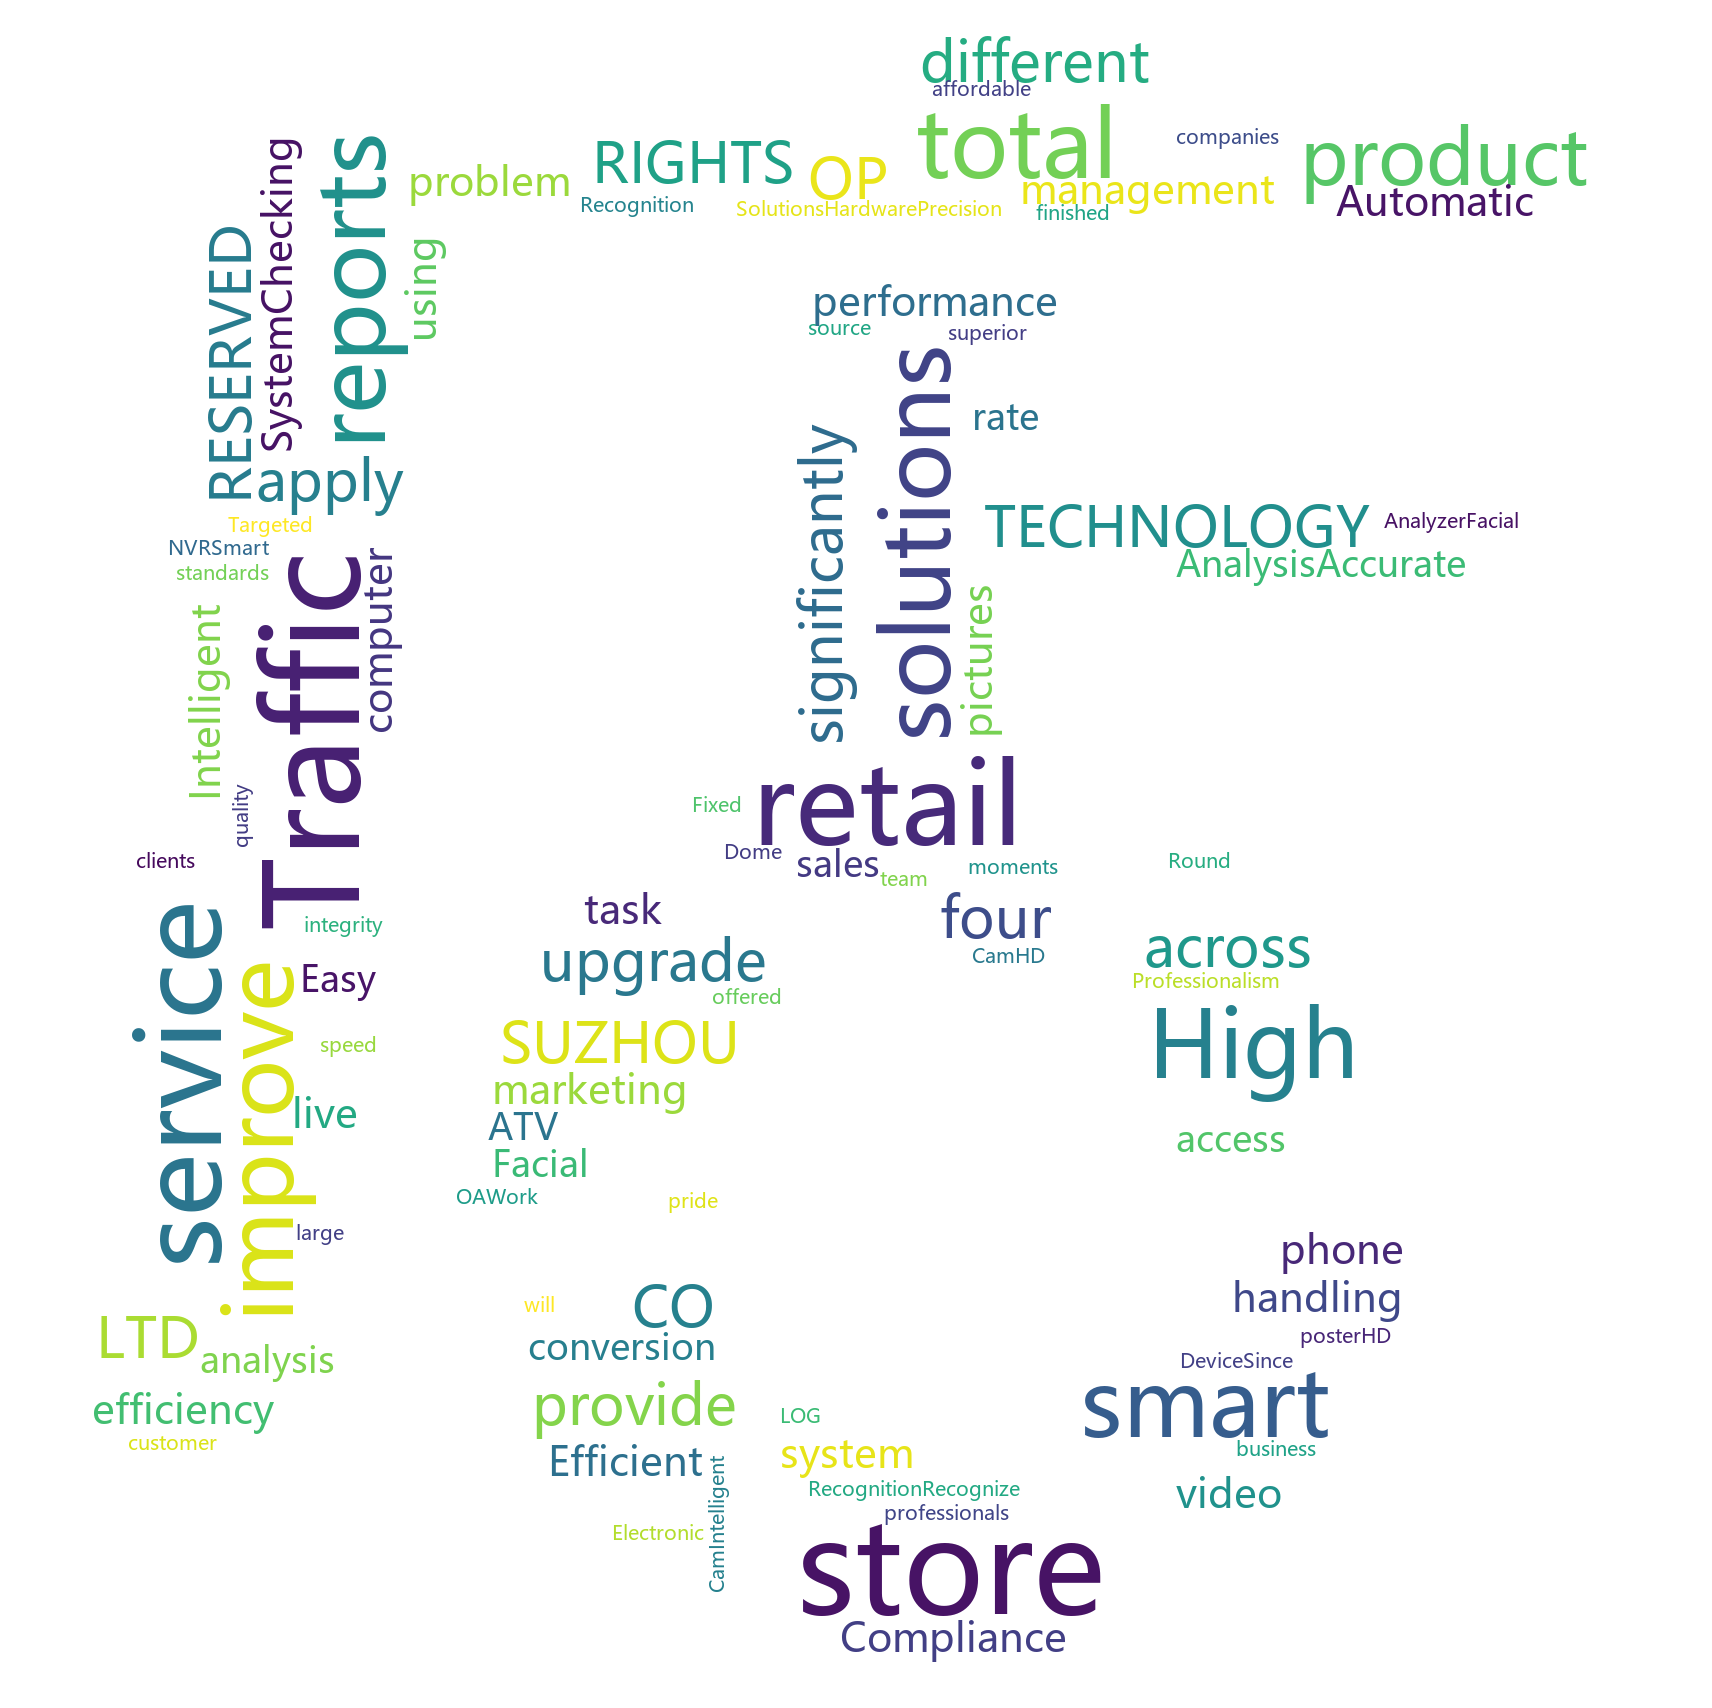 different
affordable
total
companies
product
RIGHTS
OP
management
Automatic
problem
Recognition
SolutionsHardwarePrecision
finished
SystemChecking
reports
RESERVED
using
performance
source
superior
rate
apply
significantly
solutions
TECHNOLOGY
AnalyzerFacial
AnalysisAccurate
Targeted
NVRSmart
standards
computer
Traffic
Intelligent
pictures
quality
retail
Fixed
Dome
sales
team
moments
Round
clients
task
four
integrity
across
service
upgrade
CamHD
Easy
Professionalism
improve
offered
High
SUZHOU
speed
marketing
live
ATV
access
Facial
OAWork
pride
large
phone
handling
CO
will
LTD
posterHD
conversion
analysis
DeviceSince
smart
provide
efficiency
LOG
customer
system
business
Efficient
RecognitionRecognize
video
CamIntelligent
professionals
Electronic
store
Compliance